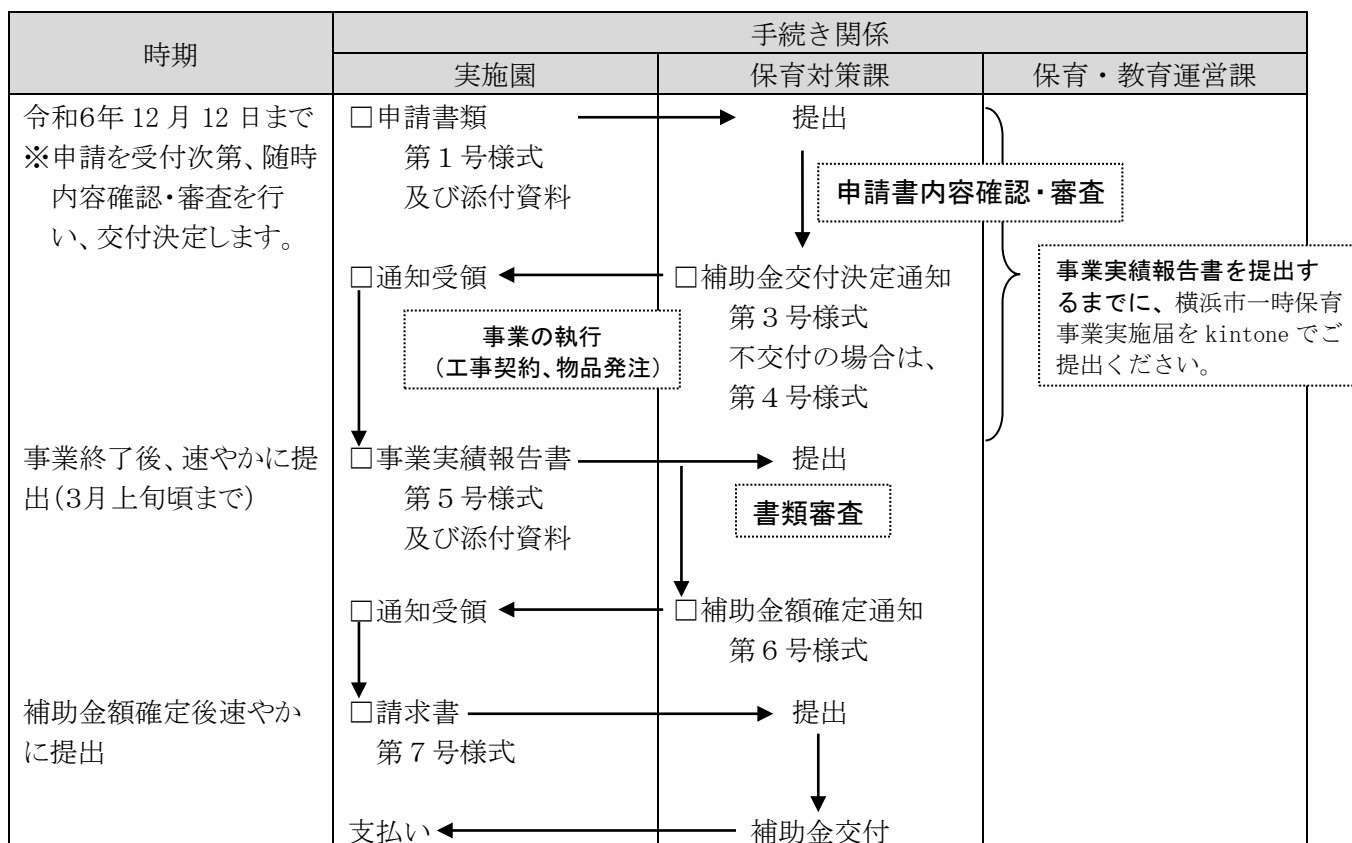 時期
手続き関係
実施園
保育対策課
保育・教育運営課
令和6年 12 月 12 日まで
※申請を受付次第、随時
内容確認・審査を行
い、交付決定します。
□申請書類
第１号様式
及び添付資料
提出
申請書内容確認・審査
□通知受領
□補助金交付決定通知
第３号様式
不交付の場合は、
第４号様式
事業の執行
（工事契約、物品発注）
事業実績報告書を提出す
るまでに、横浜市一時保育
事業実施届を kintone でご
提出ください。
事業終了後、速やかに提
出（3月上旬頃まで）
□事業実績報告書
第５号様式
及び添付資料
提出
書類審査
□通知受領
□補助金額確定通知
第６号様式
補助金額確定後速やか
に提出
□請求書
第７号様式
提出
支払い
補助金交付